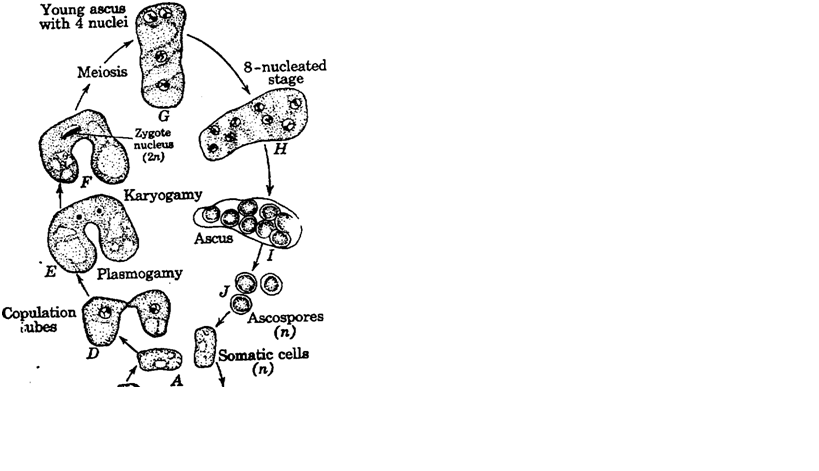 Young ascus
with 4 nuclei
Meiosis
G
8-nucleated
stage
H
Zygote
nucleus
(2n)
F
Karyogamy
E
Plasmogamy
Ascus
I
J
Ascospores
(n)
Copulation
tubes
D
A
Somatic cells
(n)